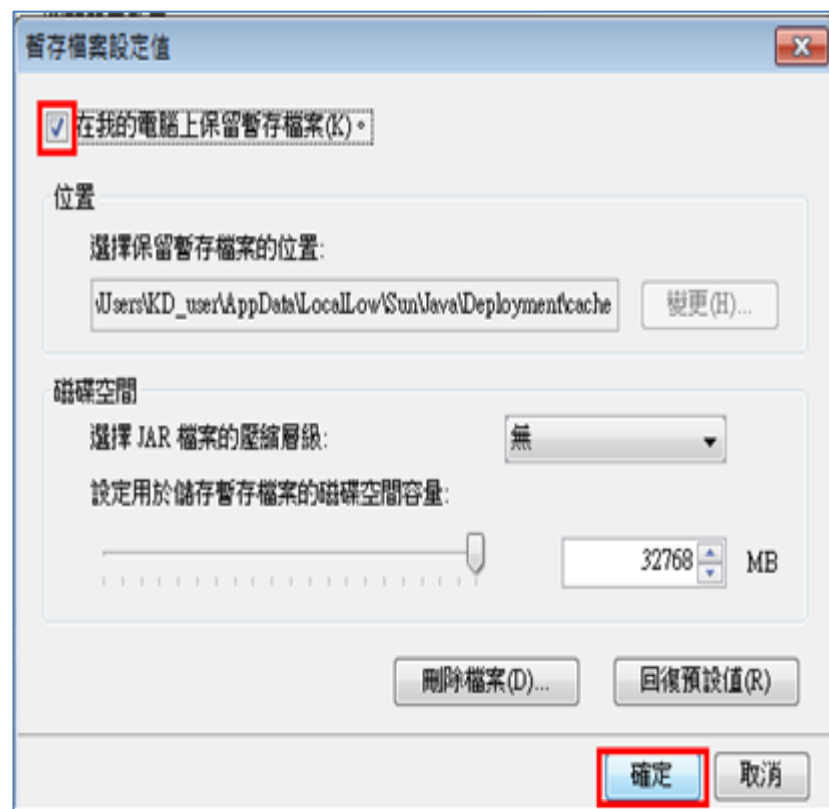 暫存檔案設定值
在我的電腦上保留暫存檔案(K)。
位置
選擇保留暫存檔案的位置:
\Users\KD_user\AppData\LocalLow\Sun\Java\Deployment\cache
變更(H)...
磁碟空間
選擇 JAR 檔案的壓縮層級:
無
設定用於儲存暫存檔案的磁碟空間容量:
32768 MB
刪除檔案(D)...
回復預設值(R)
確定
取消